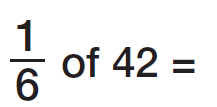 1/6 of 42 =